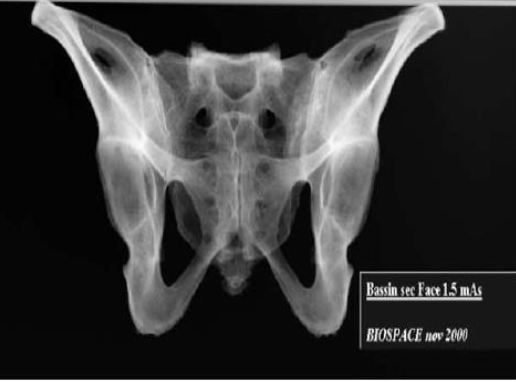 Bassin sec Face 1.5 mAs
BIOSPACE nov 2000